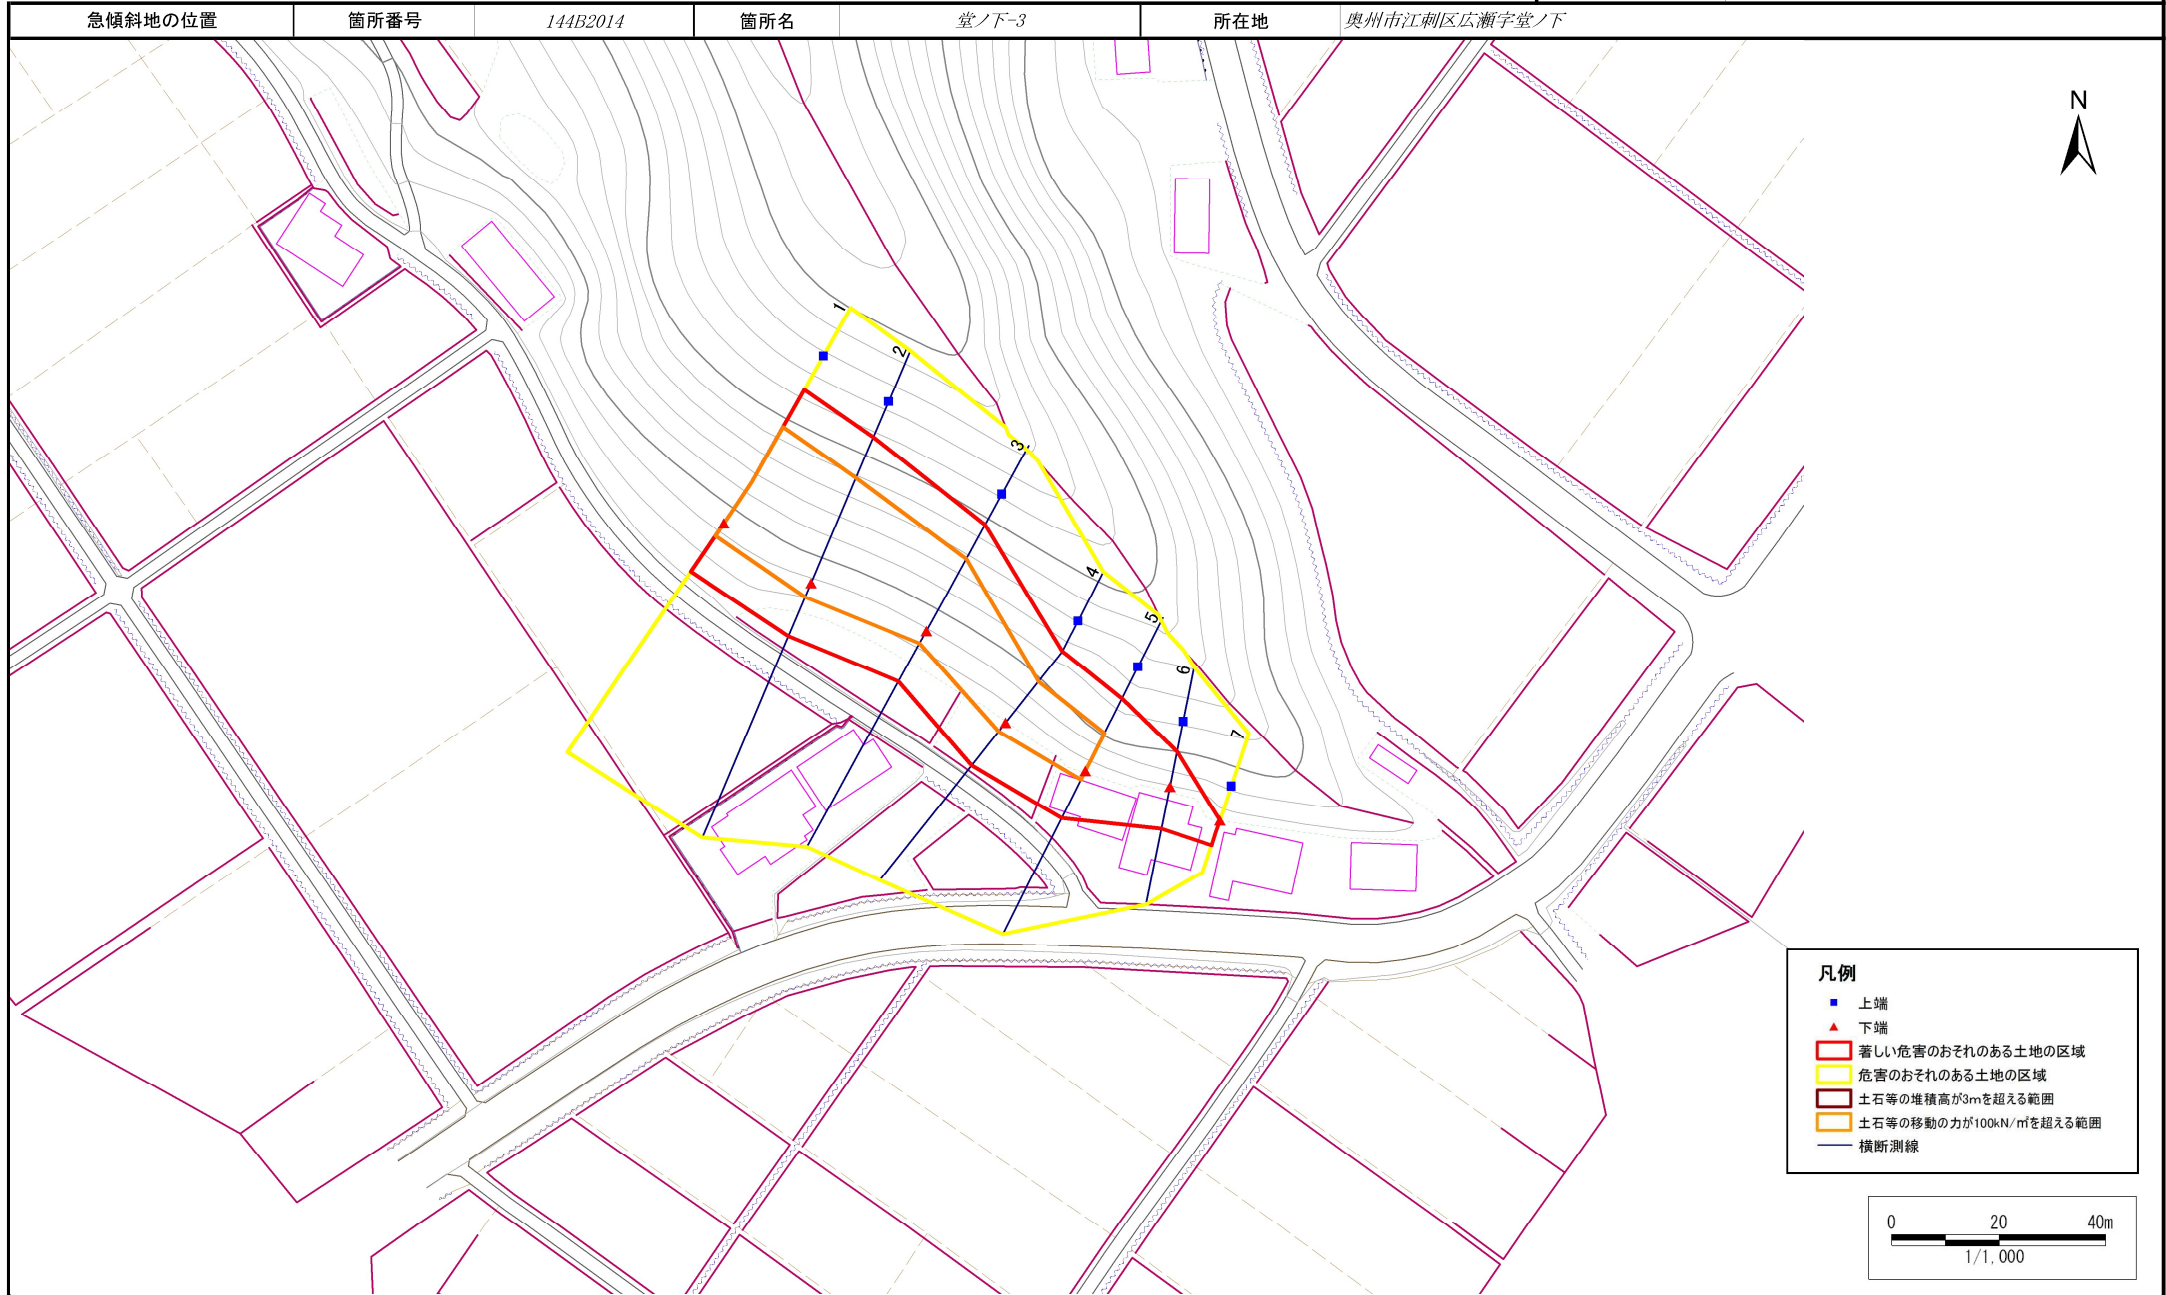 急傾斜地の位置 箇所番号 144B2014 箇所名 堂ノ下-3 所在地 奥州市江刺区広瀬字堂ノ下
N
1
2
3
4
5
6
7
凡例
上端
下端
著しい危害のおそれのある土地の区域
危害のおそれのある土地の区域
土石等の堆積高が3mを超える範囲
土石等の移動の力が100kN/㎡を超える範囲
横断測線
0 20 40m
1/1,000